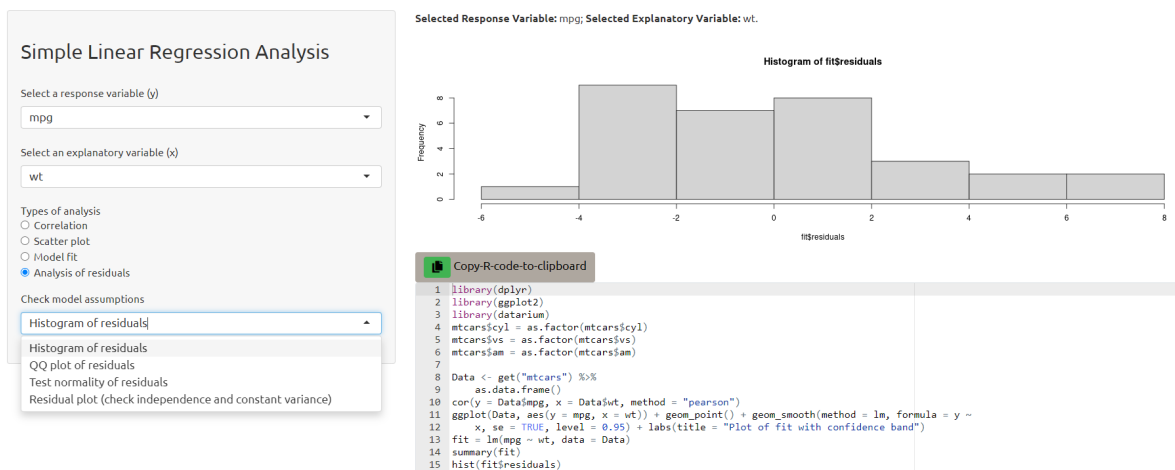 Simple Linear Regression Analysis
Select a response variable (y)
mpg
Select an explanatory variable (x)
wt
Types of analysis
Correlation
Scatter plot
Model fit
Analysis of residuals
Check model assumptions
Histogram of residuals
Histogram of residuals
QQ plot of residuals
Test normality of residuals
Residual plot (check independence and constant variance)
Selected Response Variable: mpg; Selected Explanatory Variable: wt.
Histogram of fit$residuals
Frequency
0 2 4 6 8
-6 -4 -2 0 2 4 6 8
fit$residuals
Copy-R-code-to-clipboard
1 library(dplyr)
2 library(ggplot2)
3 library(datarium)
4 mtcars$cyl = as.factor(mtcars$cyl)
5 mtcars$vs = as.factor(mtcars$vs)
6 mtcars$am = as.factor(mtcars$am)
7
8 Data <- get("mtcars") %>%
9 as.data.frame()
10 cor(y = Data$mpg, x = Data$wt, method = "pearson")
11 ggplot(Data, aes(y = mpg, x = wt)) + geom_point() + geom_smooth(method = lm, formula = y ~
12 x, se = TRUE, level = 0.95) + labs(title = "Plot of fit with confidence band")
13 fit = lm(mpg ~ wt, data = Data)
14 summary(fit)
15 hist(fit$residuals)